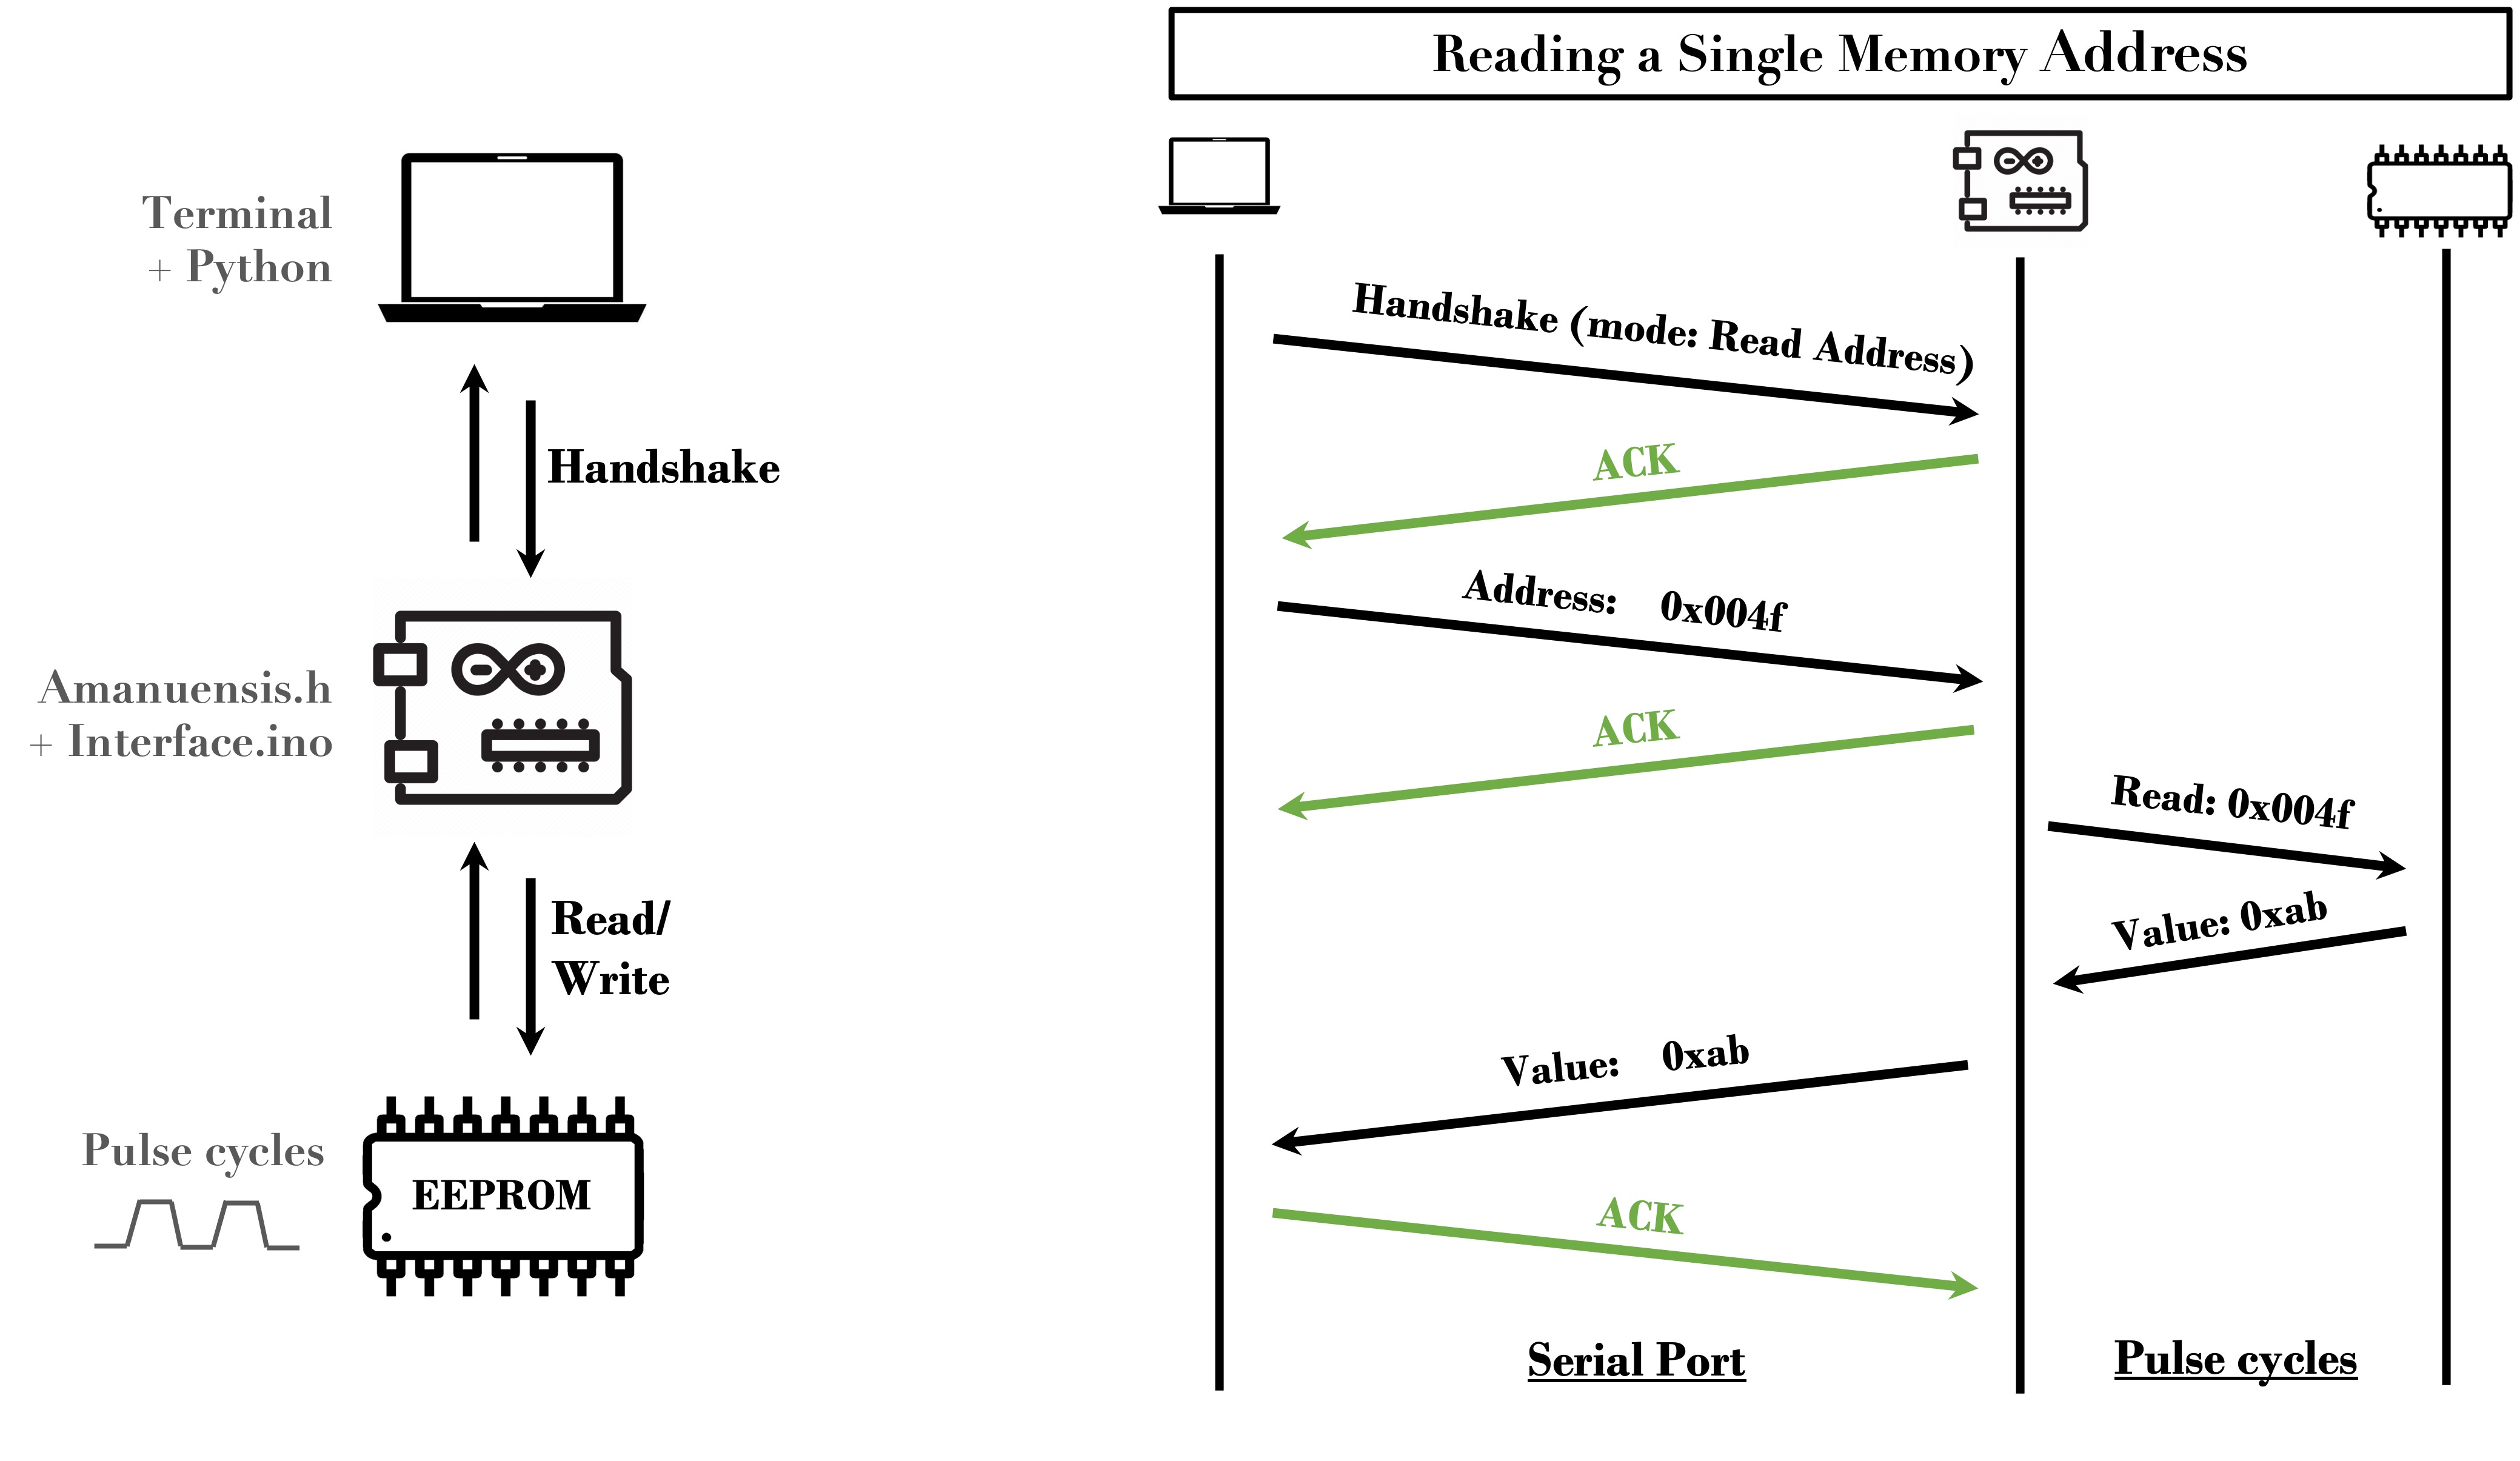 Reading a Single Memory Address
Terminal
+ Python
Handshake
Amanuensis.h
+ Interface.ino
Read/
Write
Pulse cycles
EEPROM
Handshake (mode: Read Address)
ACK
Address: 0x004f
ACK
Read: 0x004f
Value: 0xab
Value: 0xab
ACK
Serial Port
Pulse cycles